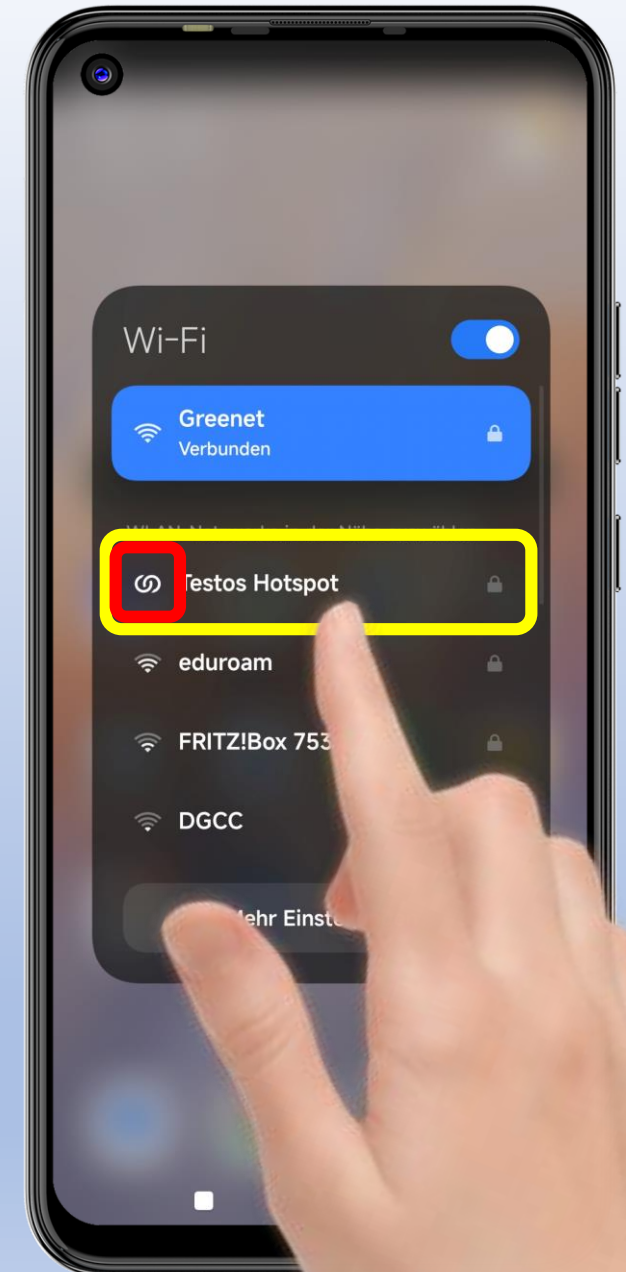 Wi-Fi
Greenet
Verbunden
Testos Hotspot
eduroam
FRITZ!Box 753
DGCC